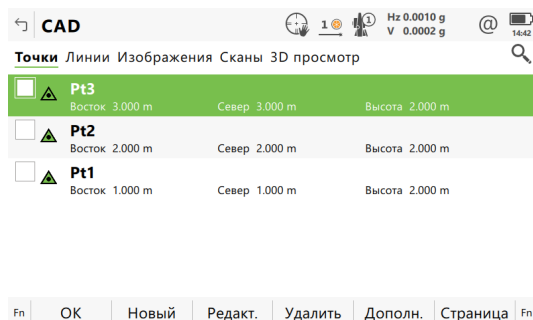 CAD 1 1 Hz 0.0010 g
V 0.0002 g @ 14:42
Точки Линии Изображения Сканы 3D просмотр
Pt3
Восток 3.000 m Север 3.000 m Высота 2.000 m
Pt2
Восток 2.000 m Север 2.000 m Высота 2.000 m
Pt1
Восток 1.000 m Север 1.000 m Высота 2.000 m
Fn OK Новый Редакт. Удалить Дополн. Страница Fn